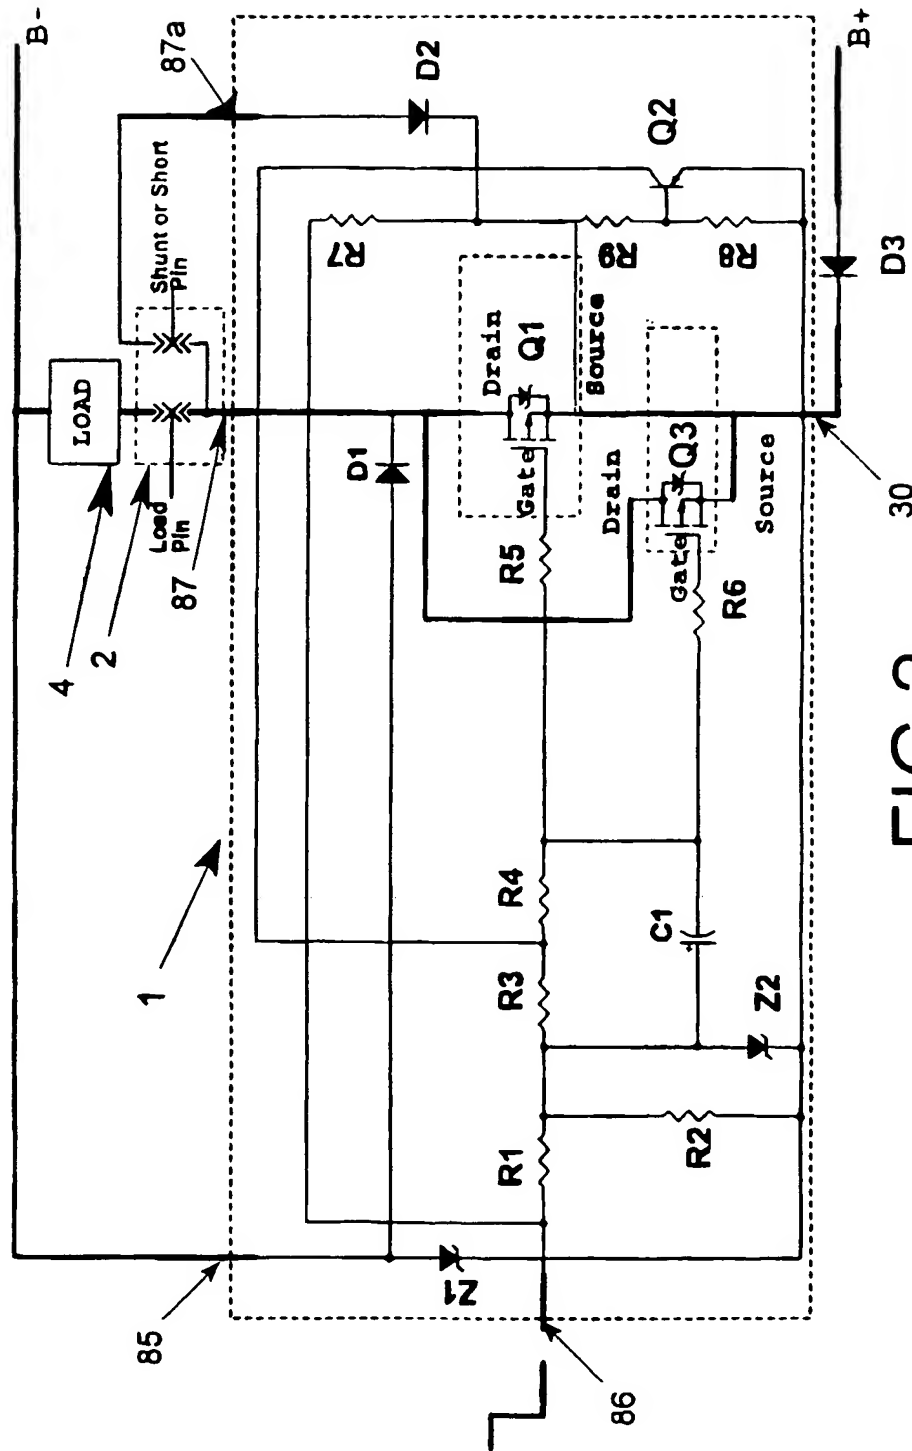 B-
87a
Shunt or Short
Pin
D2
LOAD
4
2
Load
Pin
87
R7
Q2
D1
Drain
Q1
Source
R9
R8
Gate
R5
Drain
Q3
Source
Gate
R6
B+
D3
30
1
R4
R3
C1
Z2
R1
R2
85
Z1
86
FIG